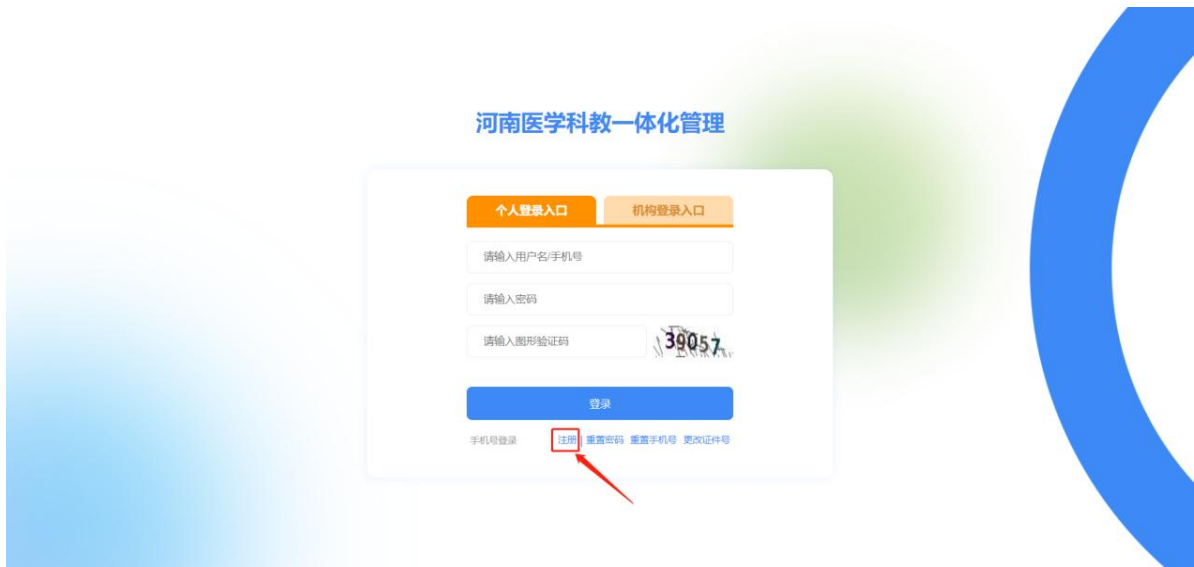 河南医学科教一体化管理
个人登录入口 机构登录入口
请输入用户名/手机号
请输入密码
请输入图形验证码 39057
登录
手机号登录 注册 | 重置密码 重置手机号 更改证件号